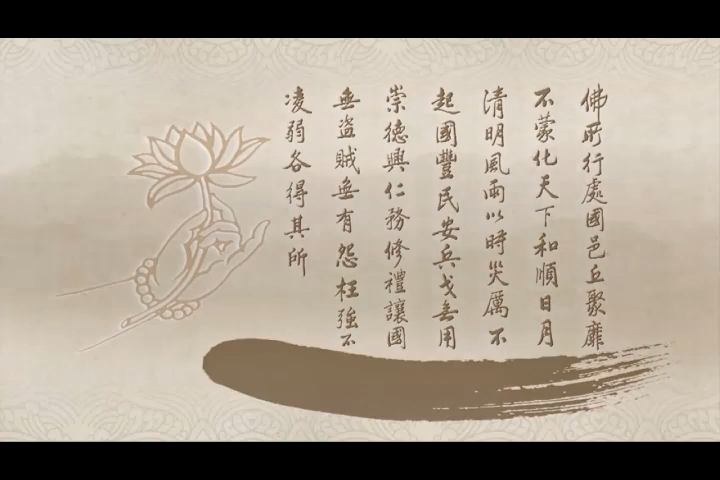 佛所行處國邑丘聚靡
不蒙化天下和順日月
清明風雨以時災厲不
起國豐民安兵戈無用
崇德興仁務修禮讓國
無盜賊無有怨枉強不
凌弱各得其所